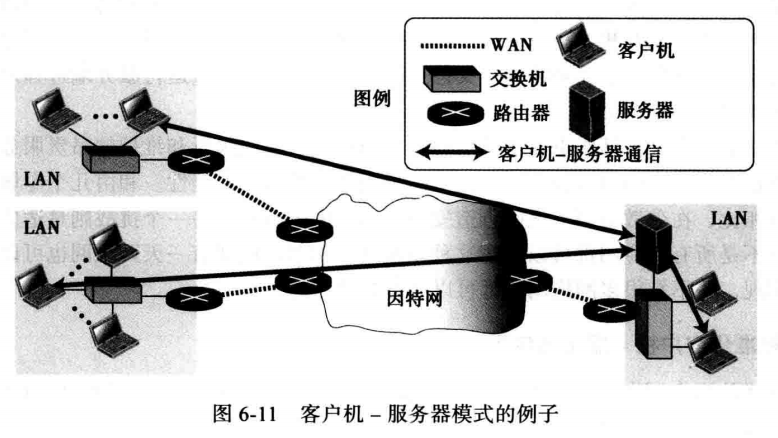 WAN
客户机
交换机
图例
路由器
服务器
客户机-服务器通信
LAN
LAN
LAN
因特网
图 6-11 客户机 – 服务器模式的例子